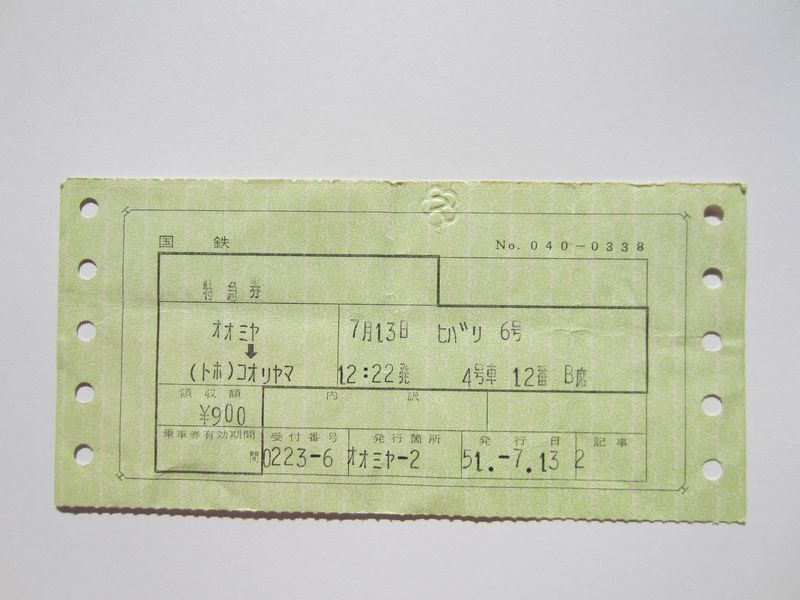 国鉄 No. 040-0338
特急券
オオミヤ 7月13日 ヒバリ 6号
➡
(トホ)コオリヤマ 12:22発 4号車 12番 B席
領収額 内訳
¥900
乗車券有効期間 受付番号 発行箇所 発行日 記事
間 0223-6 オオミヤ-2 51.-7.13 2